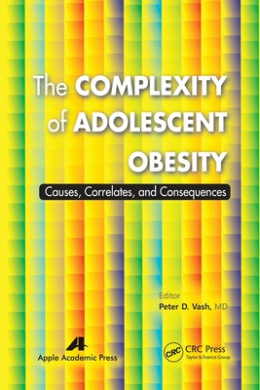 The COMPLEXITY
of ADOLESCENT
OBESITY
Causes, Correlates, and Consequences
Editor
Peter D. Vash, MD
Apple Academic Press
CRC
CRC Press
Taylor & Francis Group